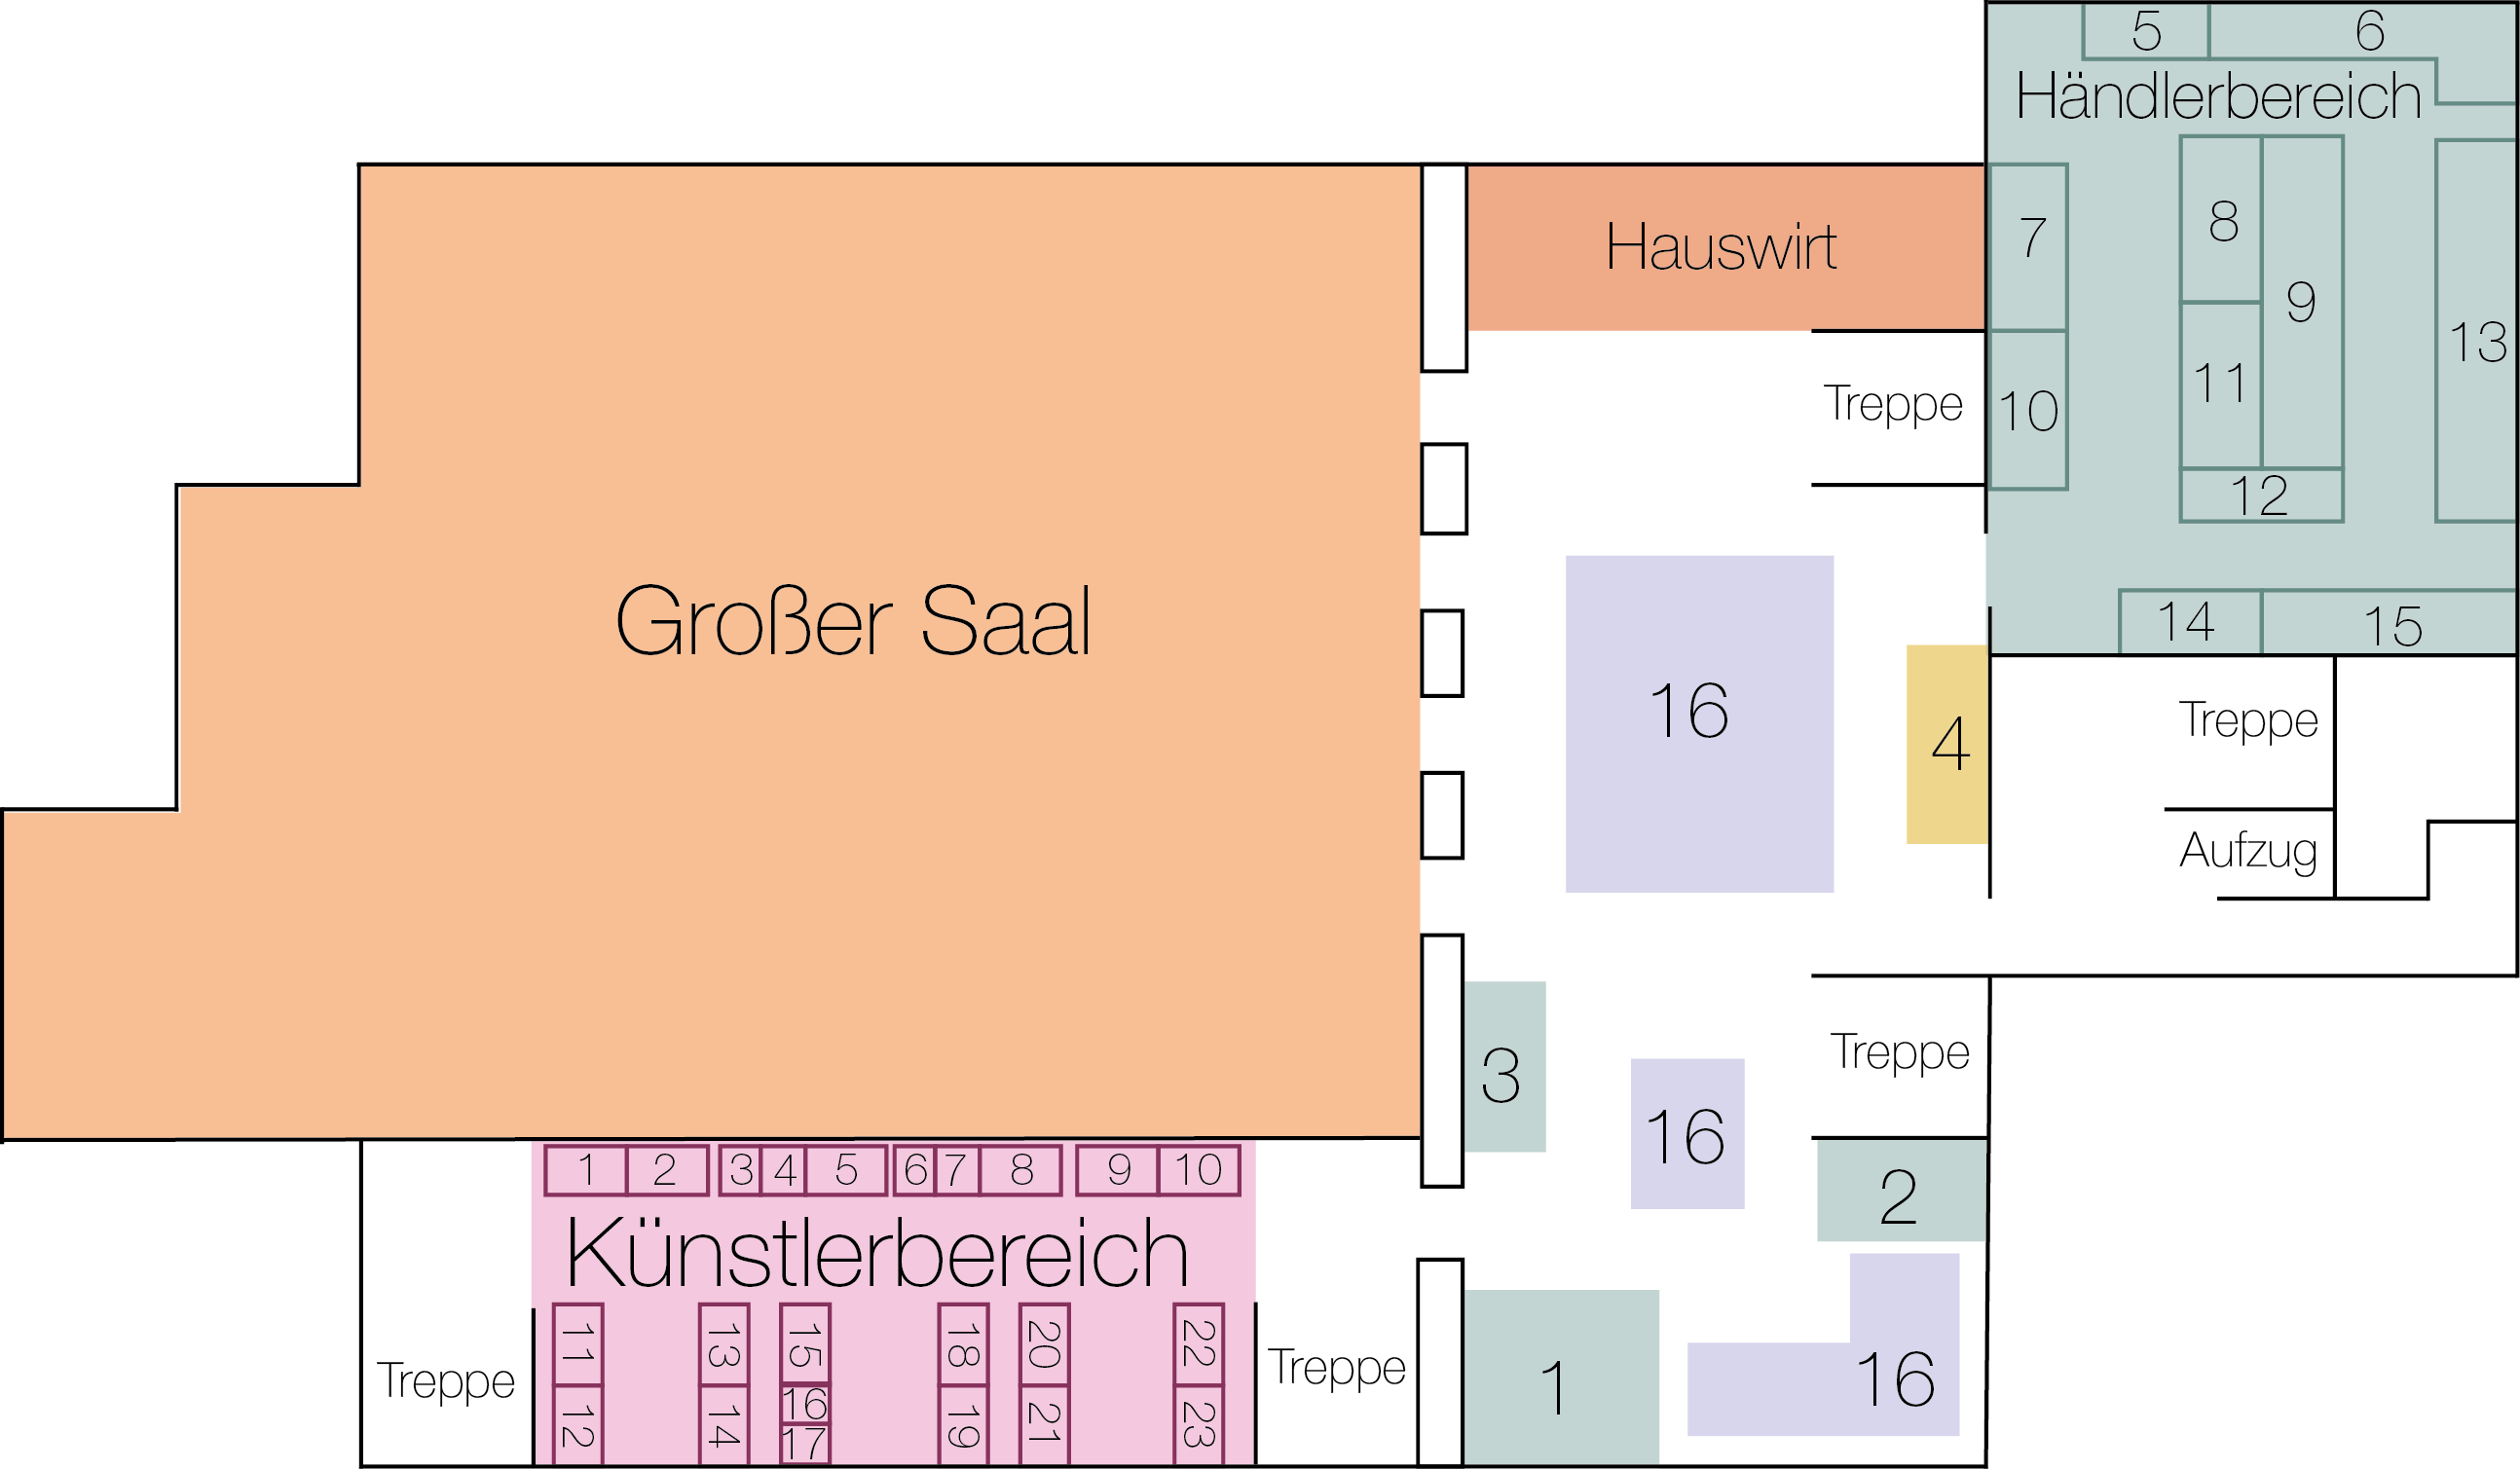 5 6
Händlerbereich
Hauswirt
7 8 9 13
Treppe 10 11
12
Großer Saal
14 15
16
4
Treppe
Aufzug
3
Treppe
16
2
1 2 3 4 5 6 7 8 9 10
Künstlerbereich
11 13 15 18 20 22
Treppe
12 14 16 17 19 21 23
Treppe
1
16